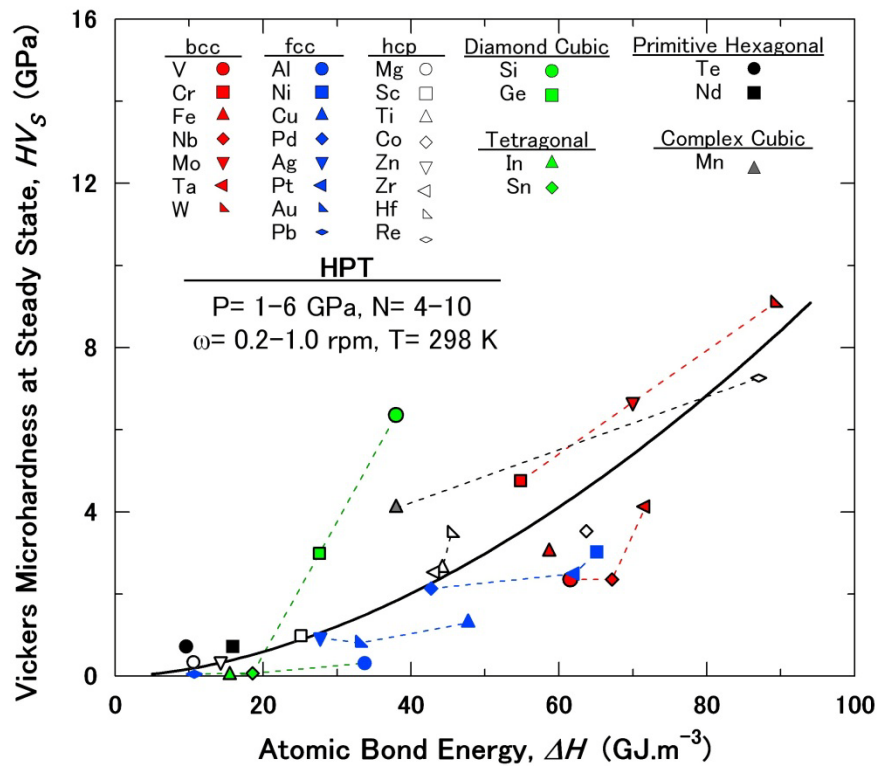 16
12
8
4
0
0
20
40
60
80
100
Vickers Microhardness at Steady State, HV_S (GPa)
Atomic Bond Energy, ΔH (GJ.m⁻³)
bcc
V
Cr
Fe
Nb
Mo
Ta
W
fcc
Al
Ni
Cu
Pd
Ag
Pt
Au
Pb
hcp
Mg
Sc
Ti
Co
Zn
Zr
Hf
Re
Diamond Cubic
Si
Ge
Tetragonal
In
Sn
Primitive Hexagonal
Te
Nd
Complex Cubic
Mn
HPT
P= 1-6 GPa, N= 4-10
ω= 0.2-1.0 rpm, T= 298 K